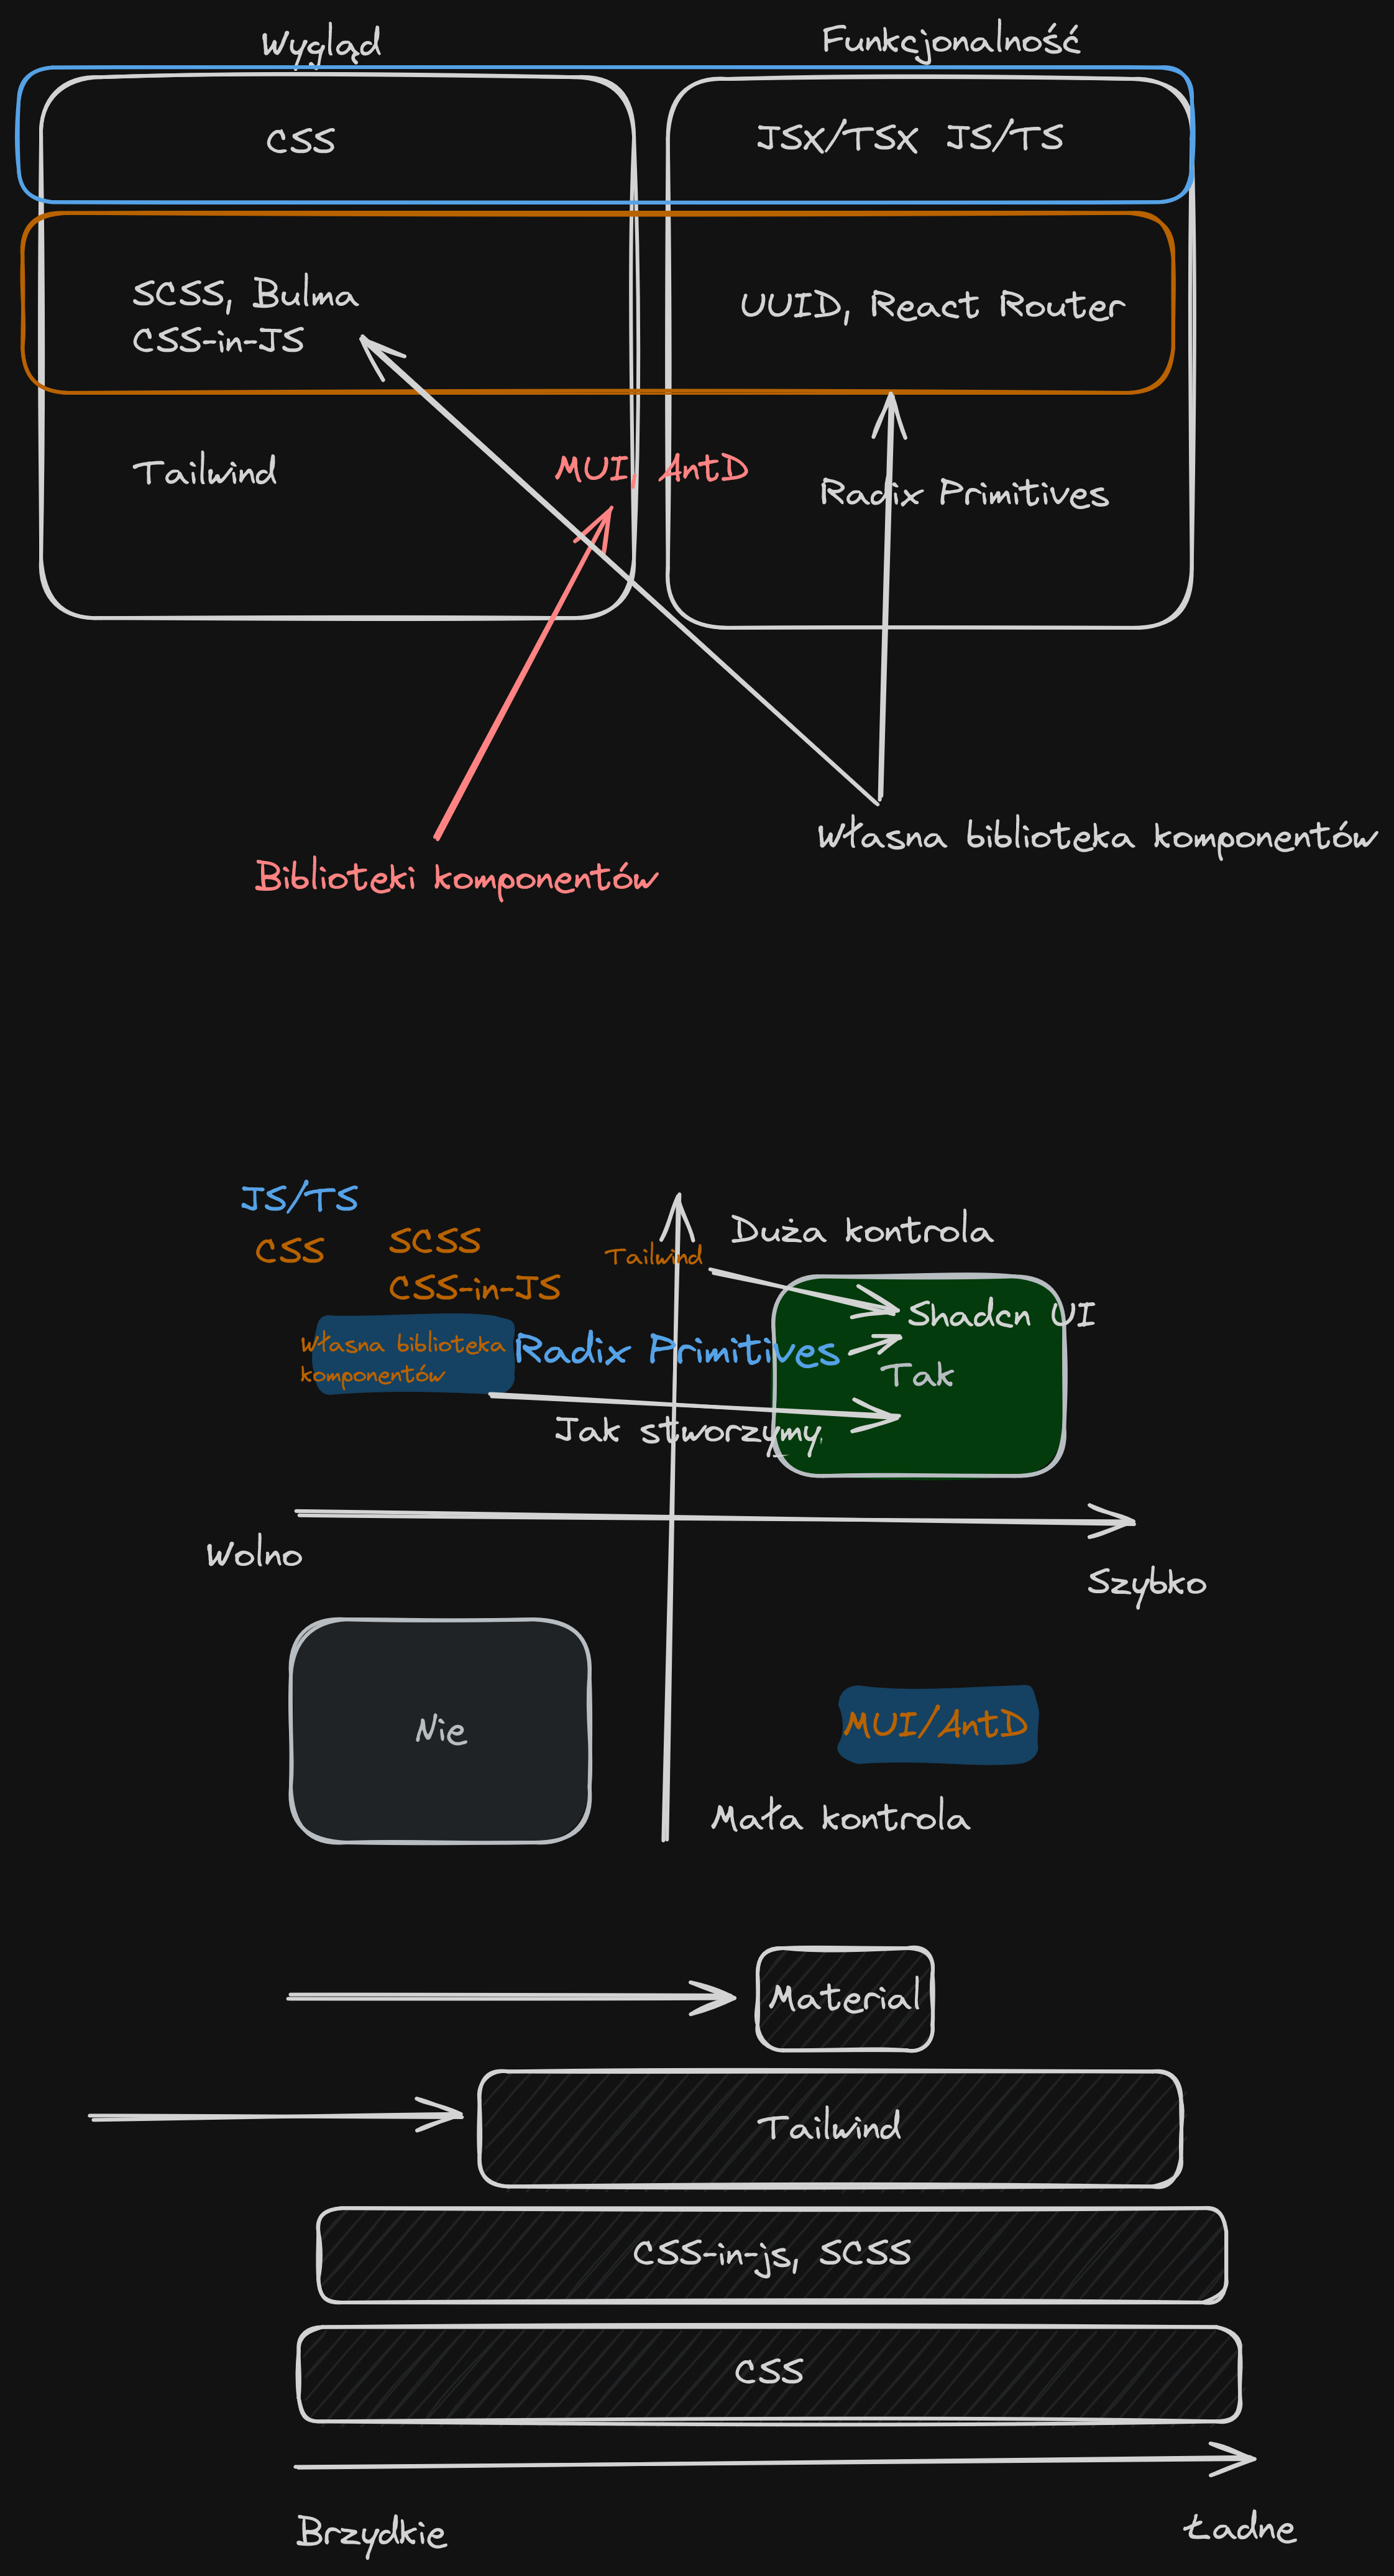 Wygląd
Funkcjonalność
CSS
JSX/TSX JS/TS
SCSS, Bulma
CSS-in-JS
UUID, React Router
Tailwind
MUI, AntD
Radix Primitives
Własna biblioteka komponentów
Biblioteki komponentów
JS/TS
CSS
SCSS
CSS-in-JS
Tailwind
Duża kontrola
Shadcn UI
Własna biblioteka
komponentów
Radix Primitives
Tak
Jak stworzymy,
Wolno
Szybko
Nie
MUI/AntD
Mała kontrola
Material
Tailwind
CSS-in-js, SCSS
CSS
Brzydkie
Ładne